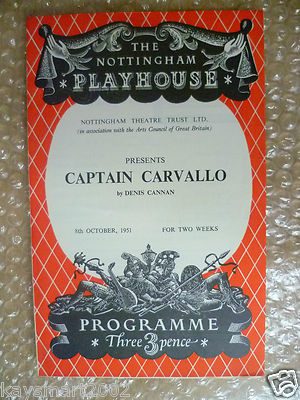 THE
NOTTINGHAM
PLAYHOUSE
NOTTINGHAM THEATRE TRUST LTD.
(in association with the Arts Council of Great Britain)
PRESENTS
CAPTAIN CARVALLO
by DENIS CANNAN
8th OCTOBER, 1951 FOR TWO WEEKS
PROGRAMME
* Three 3 pence *
kaysmart2002